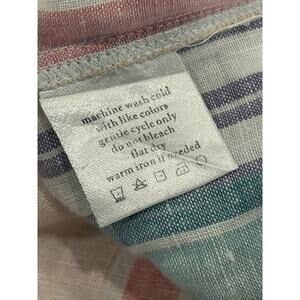 machine wash cold
with like colors
gentle cycle only
do not bleach
flat dry
warm iron if needed